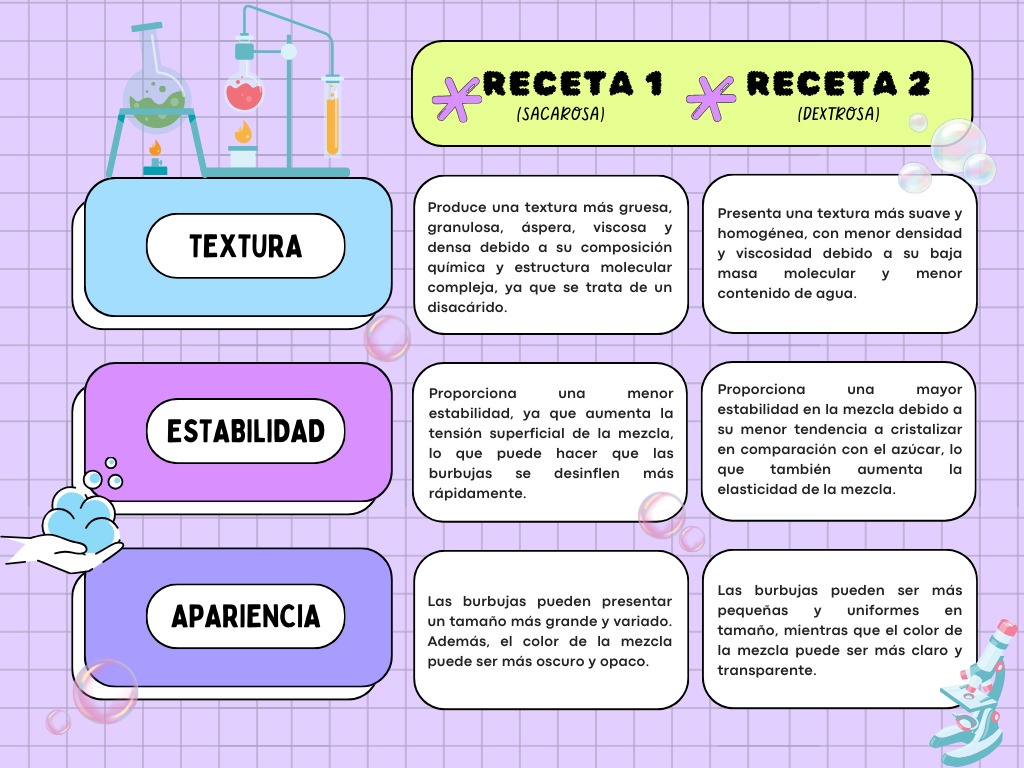 RECETA 1
(SACAROSA)
RECETA 2
(DEXTROSA)
TEXTURA
Produce una textura más gruesa,
granulosa, áspera, viscosa y
densa debido a su composición
química y estructura molecular
compleja, ya que se trata de un
disacárido.
Presenta una textura más suave y
homogénea, con menor densidad
y viscosidad debido a su baja
masa molecular y menor
contenido de agua.
ESTABILIDAD
Proporciona una menor
estabilidad, ya que aumenta la
tensión superficial de la mezcla,
lo que puede hacer que las
burbujas se desinflen más
rápidamente.
Proporciona una mayor
estabilidad en la mezcla debido a
su menor tendencia a cristalizar
en comparación con el azúcar, lo
que también aumenta la
elasticidad de la mezcla.
APARIENCIA
Las burbujas pueden presentar
un tamaño más grande y variado.
Además, el color de la mezcla
puede ser más oscuro y opaco.
Las burbujas pueden ser más
pequeñas y uniformes en
tamaño, mientras que el color de
la mezcla puede ser más claro y
transparente.